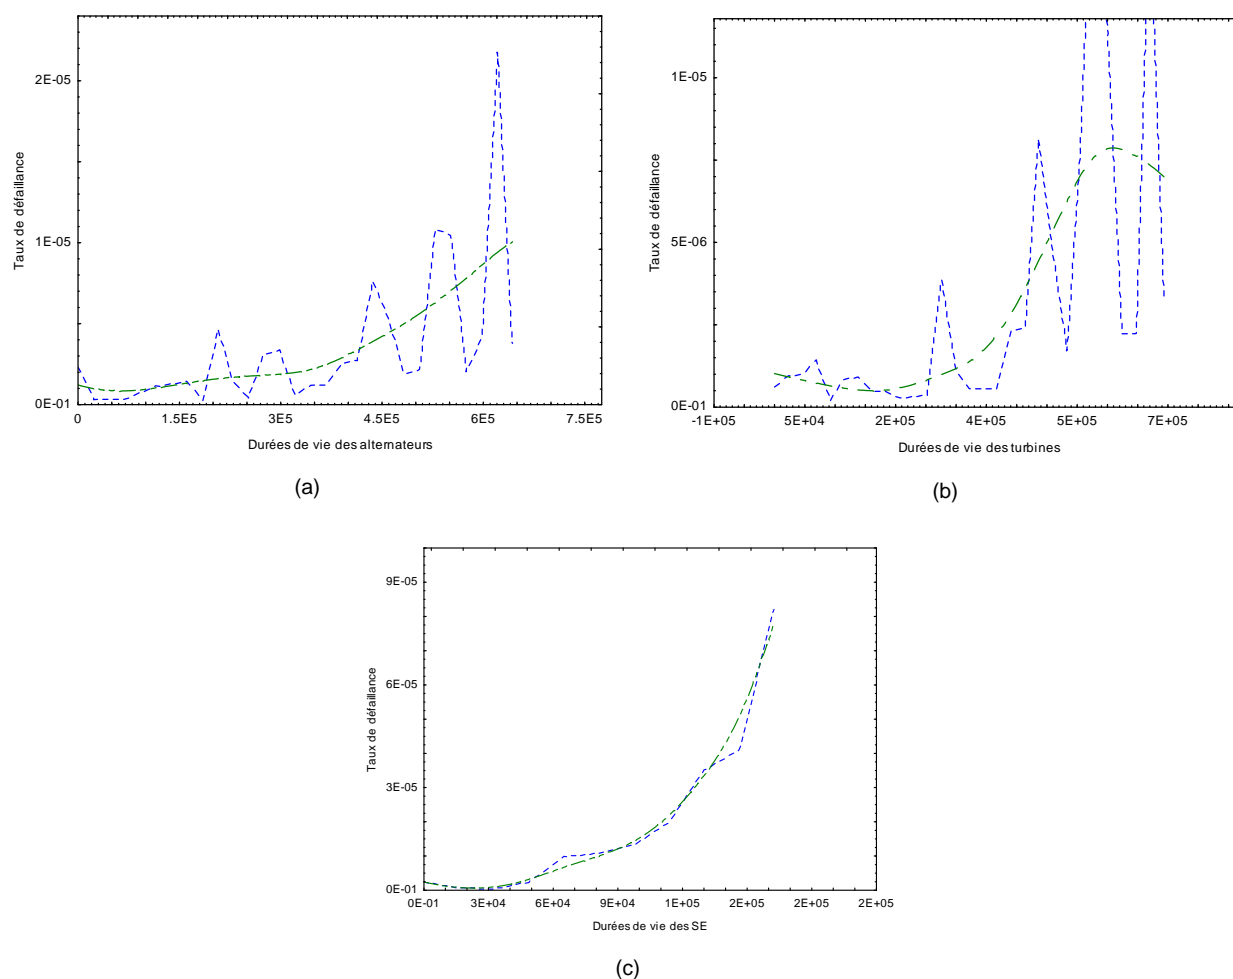 2E-05
1E-05
0E-01
Taux de défaillance
0 1.5E5 3E5 4.5E5 6E5 7.5E5
Durées de vie des alternateurs
(a)
1E-05
5E-06
0E-01
Taux de défaillance
-1E+05 5E+04 2E+05 4E+05 5E+05 7E+05
Durées de vie des turbines
(b)
9E-05
6E-05
3E-05
0E-01
Taux de défaillance
0E-01 3E+04 6E+04 9E+04 1E+05 2E+05 2E+05 2E+05
Durées de vie des SE
(c)